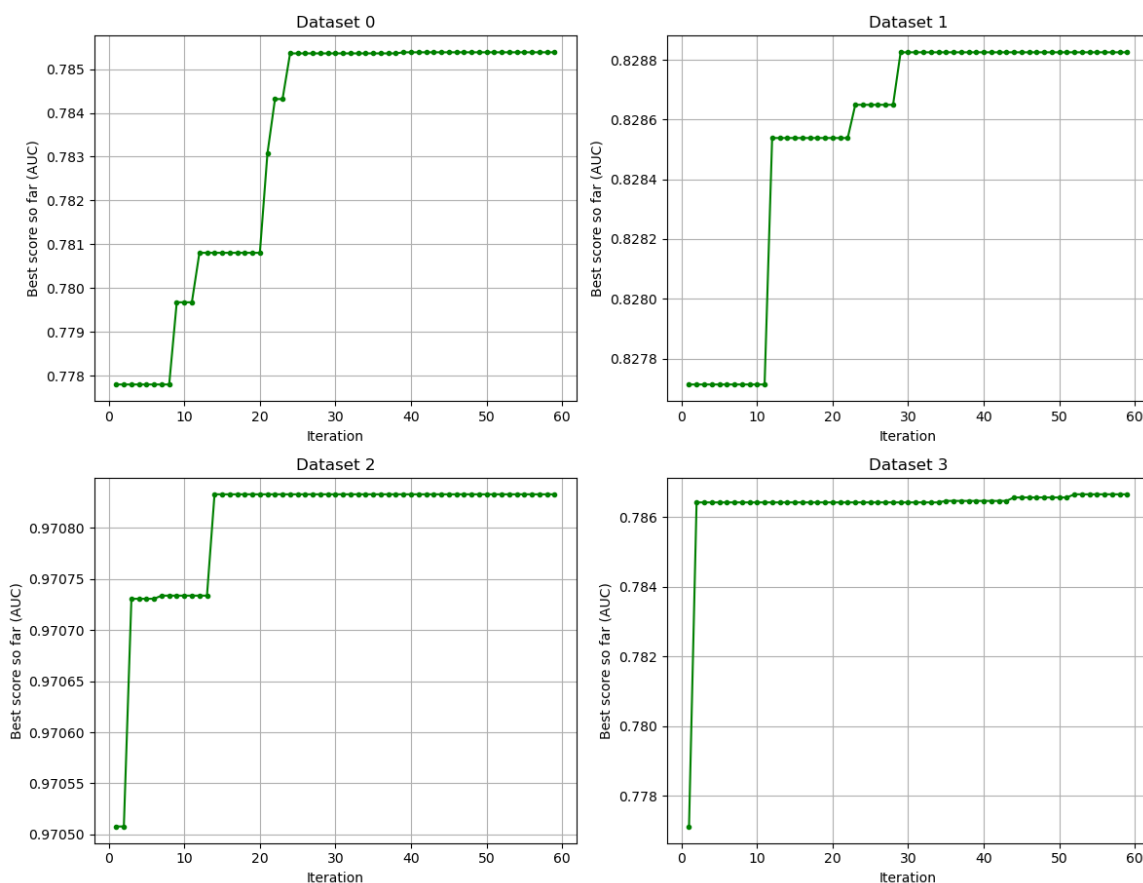 Dataset 0
Best score so far (AUC)
0.785
0.784
0.783
0.782
0.781
0.780
0.779
0.778
0 10 20 30 40 50 60
Iteration
Dataset 1
Best score so far (AUC)
0.8288
0.8286
0.8284
0.8282
0.8280
0.8278
0 10 20 30 40 50 60
Iteration
Dataset 2
Best score so far (AUC)
0.97080
0.97075
0.97070
0.97065
0.97060
0.97055
0.97050
0 10 20 30 40 50 60
Iteration
Dataset 3
Best score so far (AUC)
0.786
0.784
0.782
0.780
0.778
0 10 20 30 40 50 60
Iteration